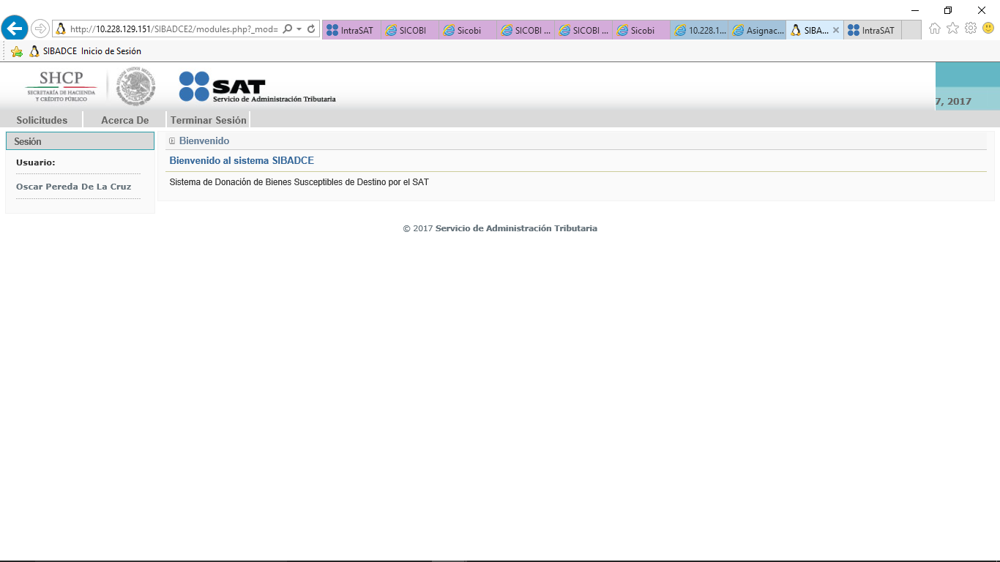 http://10.228.129.151/SIBADCE2/modules.php?_mod=
IntraSAT
SICOBI
Sicobi
SICOBI ...
SICOBI ...
Sicobi
10.228.1...
Asignac...
SIBA...
IntraSAT
SIBADCE Inicio de Sesión
SHCP
SECRETARÍA DE HACIENDA
Y CRÉDITO PÚBLICO
ESTADOS UNIDOS MEXICANOS
SAT
Servicio de Administración Tributaria
7, 2017
Solicitudes
Acerca De
Terminar Sesión
Sesión
Usuario:
Oscar Pereda De La Cruz
Bienvenido
Bienvenido al sistema SIBADCE
Sistema de Donación de Bienes Susceptibles de Destino por el SAT
© 2017 Servicio de Administración Tributaria